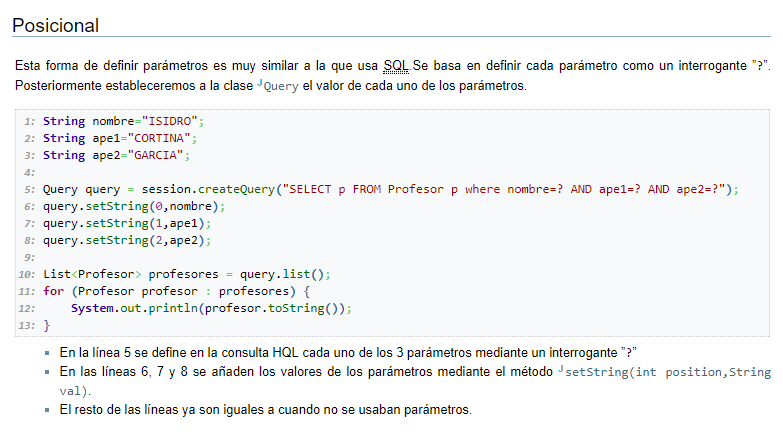 Posicional
Esta forma de definir parámetros es muy similar a la que usa SQL.Se basa en definir cada parámetro como un interrogante "?".
Posteriormente estableceremos a la clase Query el valor de cada uno de los parámetros.
1: String nombre="ISIDRO";
2: String ape1="CORTINA";
3: String ape2="GARCIA";
4:
5: Query query = session.createQuery("SELECT p FROM Profesor p where nombre=? AND ape1=? AND ape2=?");
6: query.setString(0,nombre);
7: query.setString(1,ape1);
8: query.setString(2,ape2);
9:
10: List<Profesor> profesores = query.list();
11: for (Profesor profesor : profesores) {
12:     System.out.println(profesor.toString());
13: }
En la línea 5 se define en la consulta HQL cada uno de los 3 parámetros mediante un interrogante "?"
En las líneas 6, 7 y 8 se añaden los valores de los parámetros mediante el método setString(int position,String
val).
El resto de las líneas ya son iguales a cuando no se usaban parámetros.